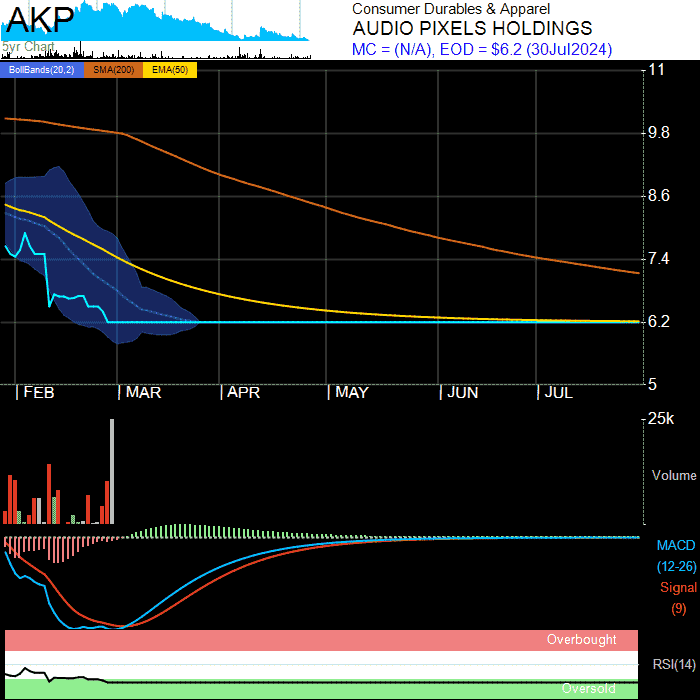 AKP
5yr Chart
Consumer Durables & Apparel
AUDIO PIXELS HOLDINGS
MC = (N/A), EOD = $6.2 (30Jul2024)
BollBands(20,2) SMA(200) EMA(50)
11
9.8
8.6
7.4
6.2
5
FEB MAR APR MAY JUN JUL
25k
Volume
MACD
(12-26)
Signal
(9)
Overbought
RSI(14)
Oversold